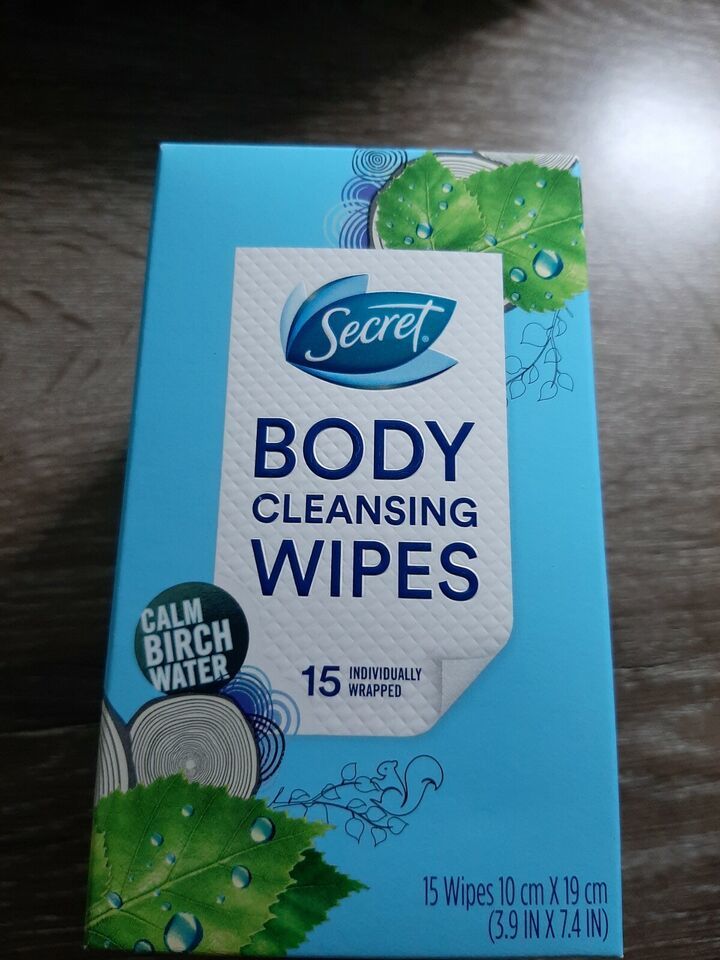 Secret®
BODY
CLEANSING
WIPES
CALM
BIRCH
WATER
15 INDIVIDUALLY
WRAPPED
15 Wipes 10 cm X 19 cm
(3.9 IN X 7.4 IN)